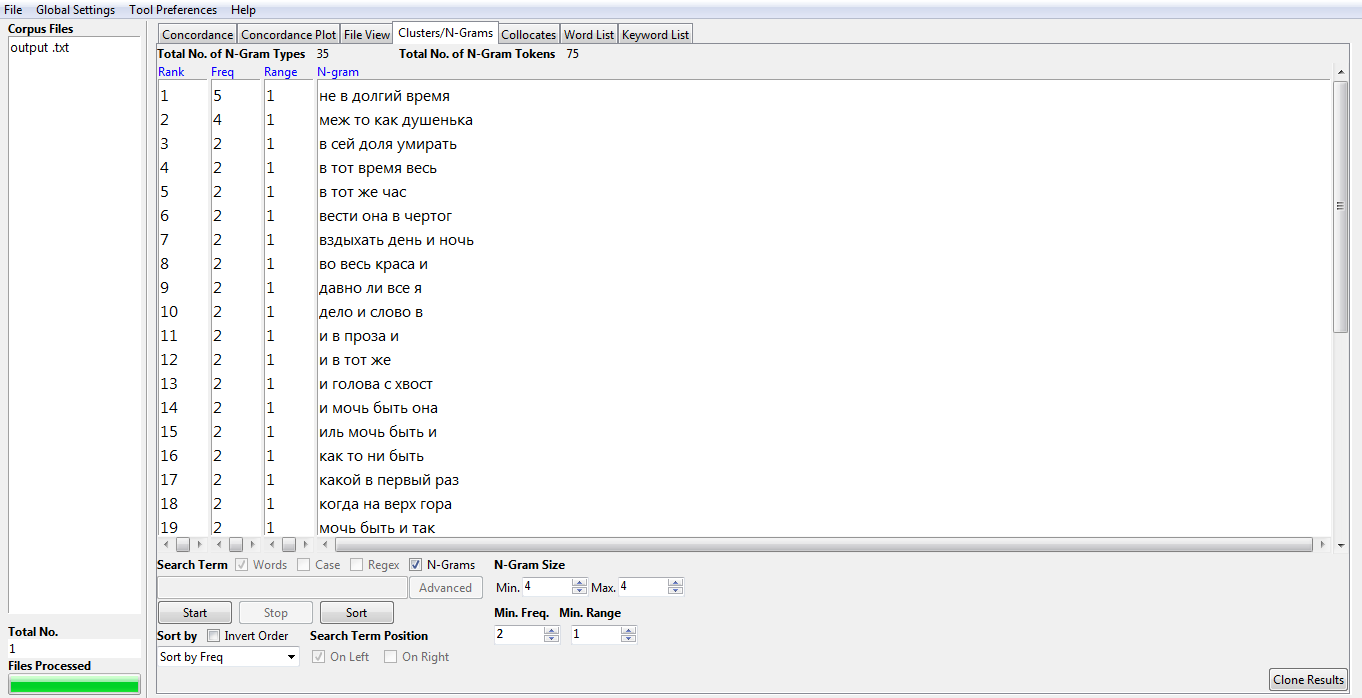 File Global Settings Tool Preferences Help
Corpus Files
output .txt
Concordance Concordance Plot File View Clusters/N-Grams Collocates Word List Keyword List
Total No. of N-Gram Types 35 Total No. of N-Gram Tokens 75
Rank Freq Range N-gram
1 5 1 не в долгий время
2 4 1 меж то как душенька
3 2 1 в сей доля умирать
4 2 1 в тот время весь
5 2 1 в тот же час
6 2 1 вести она в чертог
7 2 1 вздыхать день и ночь
8 2 1 во весь краса и
9 2 1 давно ли все я
10 2 1 дело и слово в
11 2 1 и в проза и
12 2 1 и в тот же
13 2 1 и голова с хвост
14 2 1 и мочь быть она
15 2 1 иль мочь быть и
16 2 1 как то ни быть
17 2 1 какой в первый раз
18 2 1 когда на верх гора
19 2 1 мочь быть и так
Search Term Words Case Regex N-Grams N-Gram Size
Advanced Min. 4 Max. 4
Start Stop Sort Min. Freq. Min. Range
2 1
Sort by Invert Order Search Term Position
Sort by Freq On Left On Right
Total No.
1
Files Processed
Clone Results